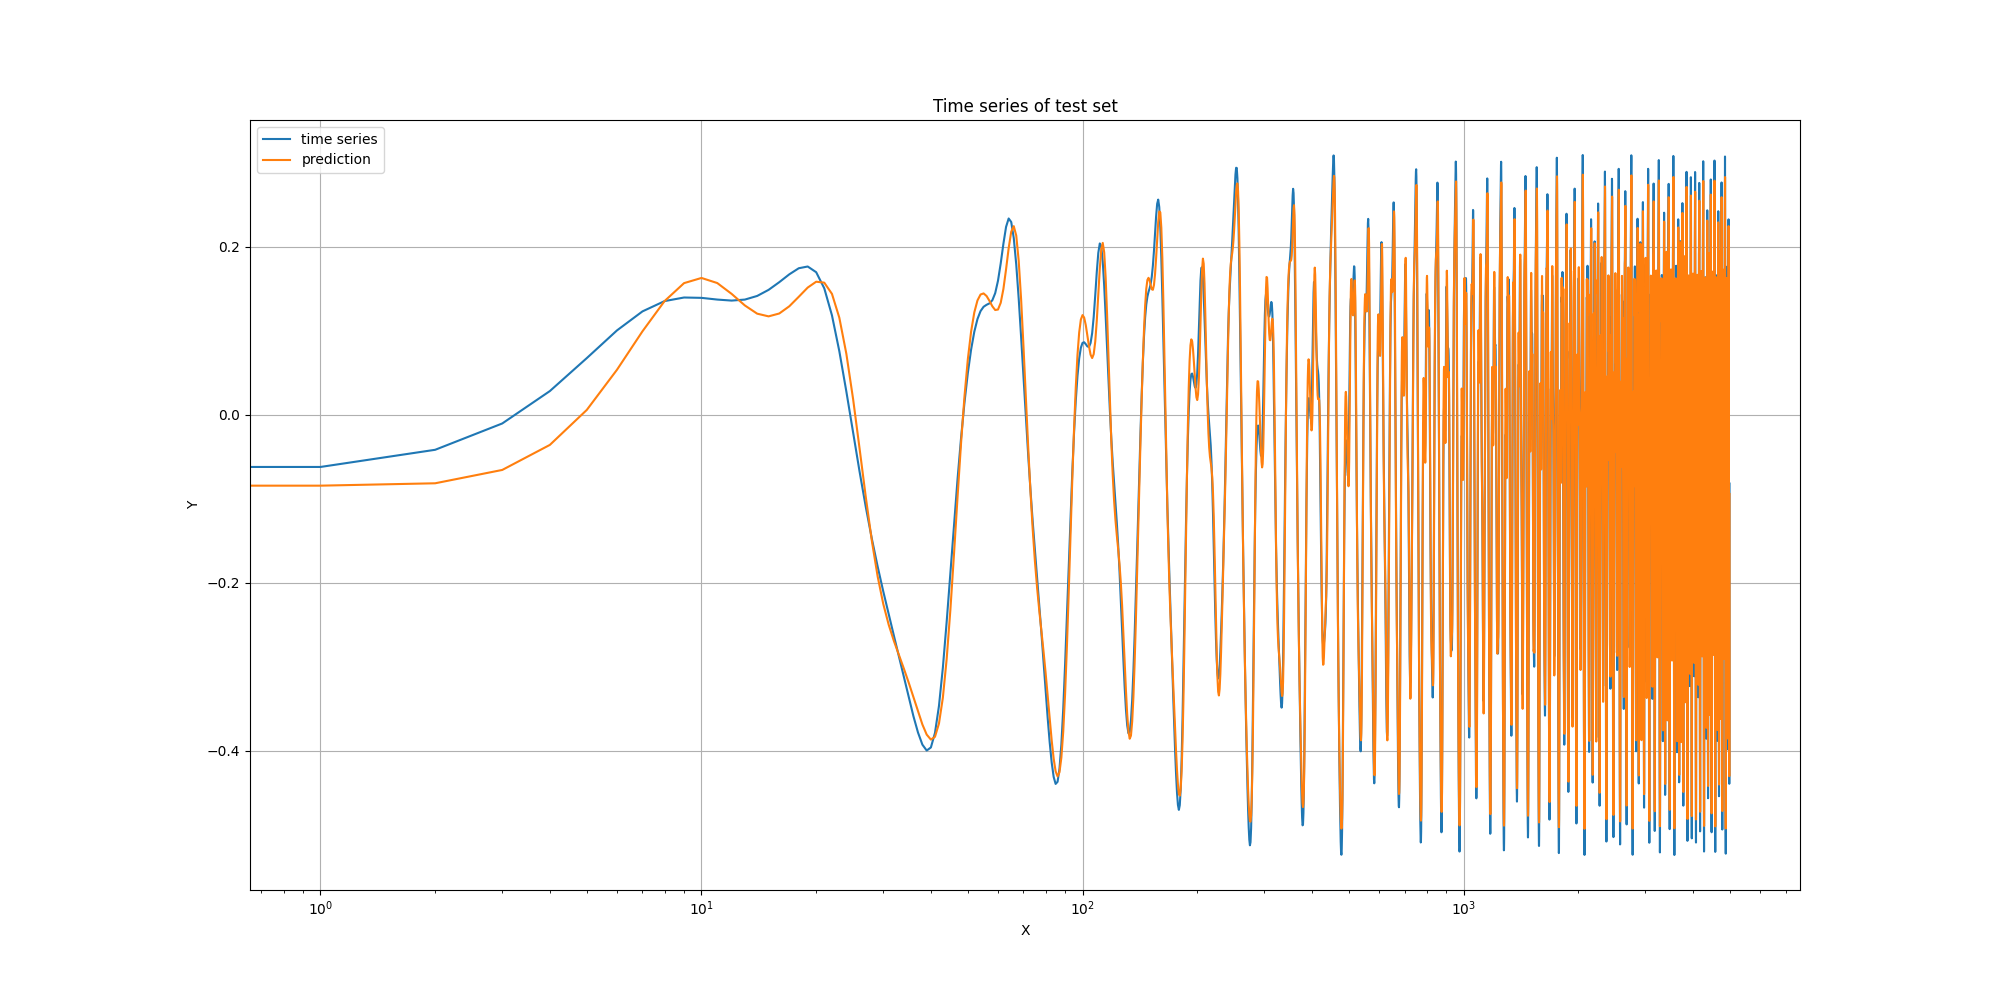 Time series of test set
time series
prediction
0.2
0.0
−0.2
−0.4
Y
10⁰ 10¹ 10² 10³
X